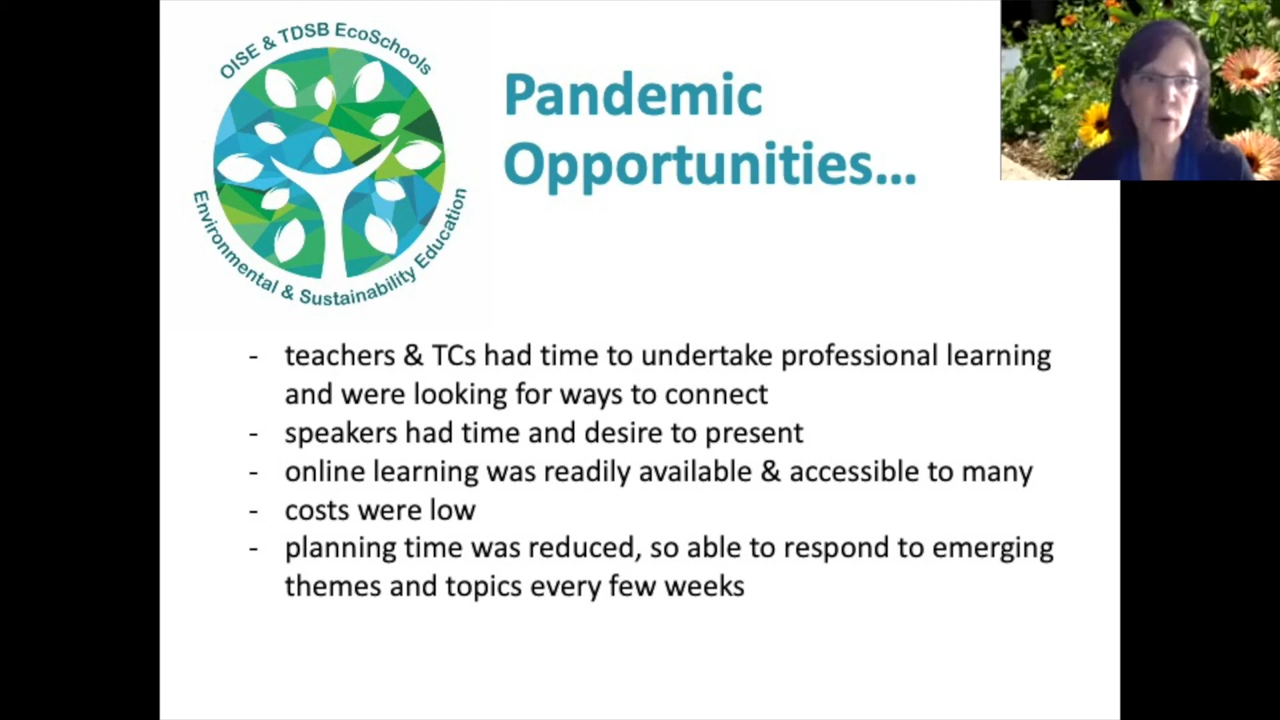 OISE & TDSB EcoSchools
Environmental & Sustainability Education
Pandemic
Opportunities...
- teachers & TCs had time to undertake professional learning
and were looking for ways to connect
- speakers had time and desire to present
- online learning was readily available & accessible to many
- costs were low
- planning time was reduced, so able to respond to emerging
themes and topics every few weeks